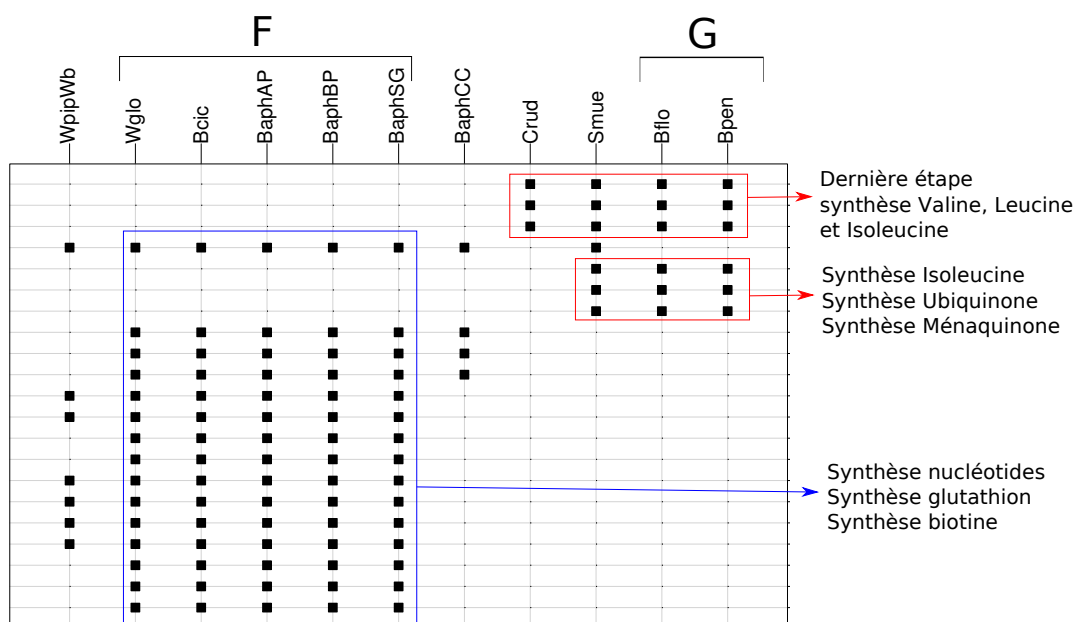 F
G
WpipWb
Wglo
Bcic
BaphAP
BaphBP
BaphSG
BaphCC
Crud
Smue
Bflo
Bpen
Dernière étape
synthèse Valine, Leucine
et Isoleucine
Synthèse Isoleucine
Synthèse Ubiquinone
Synthèse Ménaquinone
Synthèse nucléotides
Synthèse glutathion
Synthèse biotine